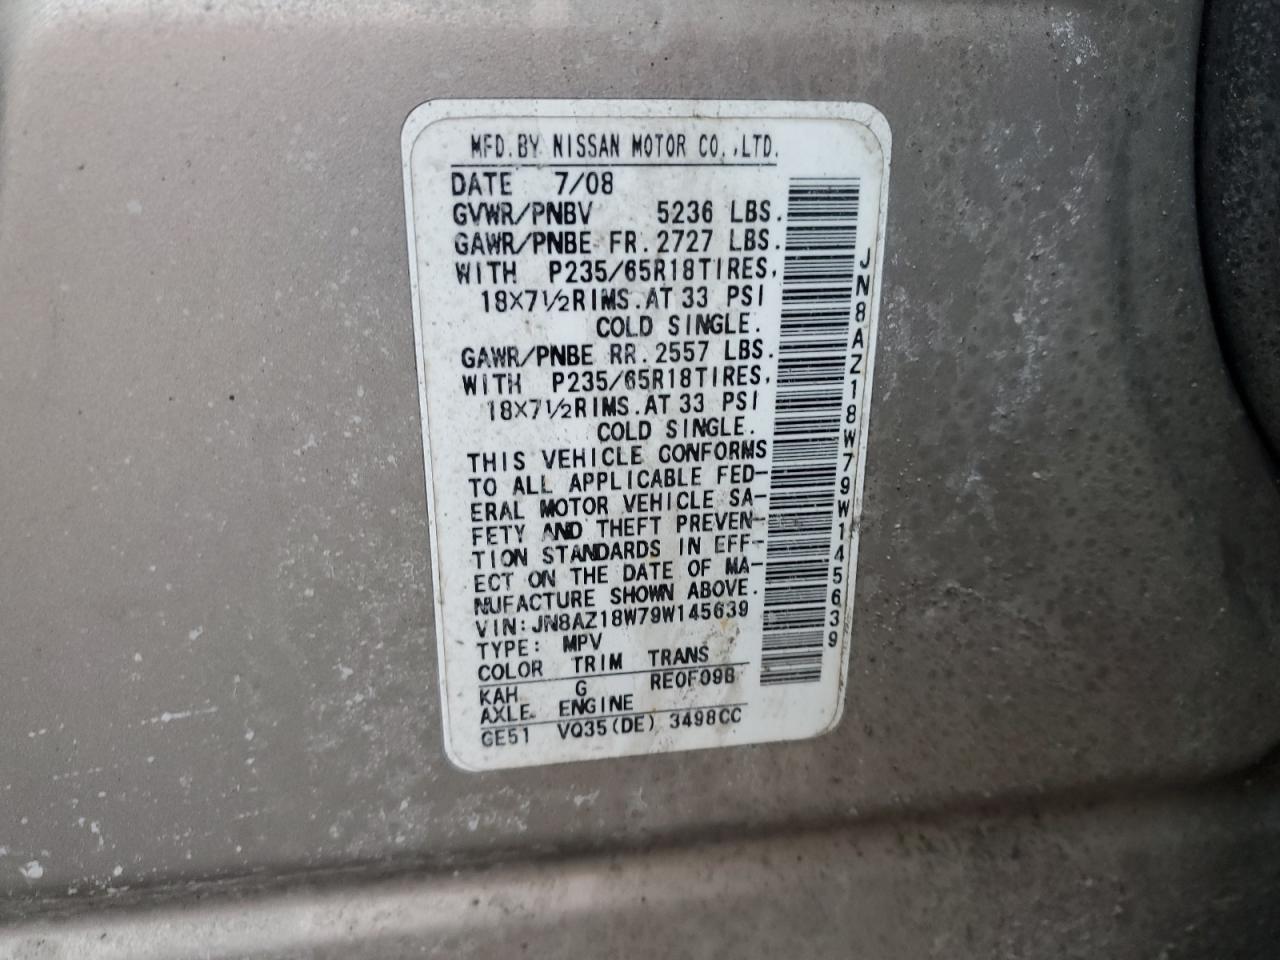 MFD.BY NISSAN MOTOR CO.,LTD.
DATE 7/08
GVWR/PNBV 5236 LBS.
GAWR/PNBE FR.2727 LBS.
WITH P235/65R18TIRES,
18X7½RIMS.AT 33 PSI
COLD SINGLE.
GAWR/PNBE RR.2557 LBS.
WITH P235/65R18TIRES,
18X7½RIMS.AT 33 PSI
COLD SINGLE.
THIS VEHICLE CONFORMS
TO ALL APPLICABLE FED-
ERAL MOTOR VEHICLE SA-
FETY AND THEFT PREVEN-
TION STANDARDS IN EFF-
ECT ON THE DATE OF MA-
NUFACTURE SHOWN ABOVE.
VIN:JN8AZ18W79W145639
TYPE: MPV
COLOR TRIM TRANS
KAH G RE0F09B
AXLE ENGINE
GE51 VQ35(DE) 3498CC
JN8AZ18W79W145639